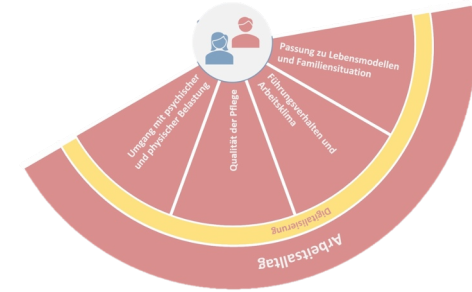 Umgang mit psychischer
und physischer Belastung
Qualität der Pflege
Führungsverhalten und
Arbeitsklima
Passung zu Lebensmodellen
und Familiensituation
Digitalisierung
Arbeitsalltag